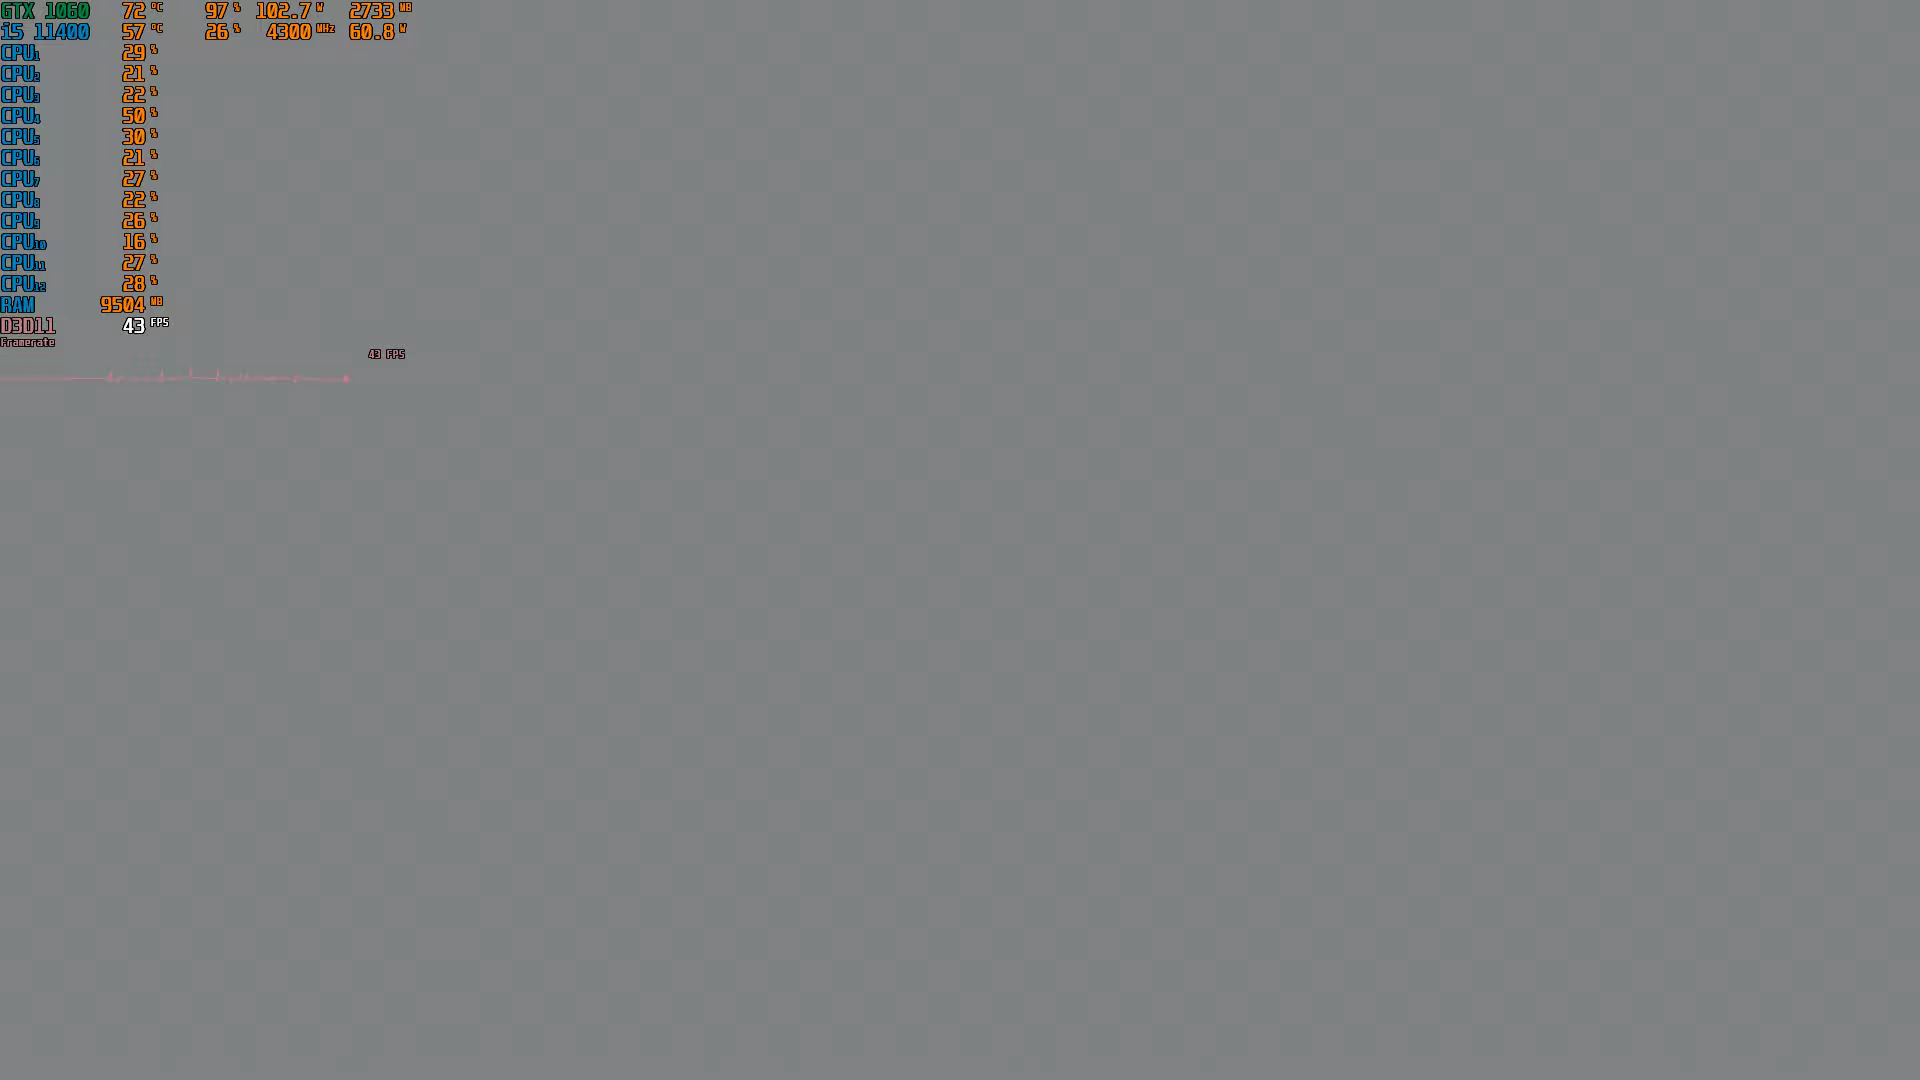 GTX 1060 72 °C 97 % 102.7 W 2733 MB
i5 11400 57 °C 26 % 4300 MHz 60.8 W
CPU1 29 %
CPU2 21 %
CPU3 22 %
CPU4 50 %
CPU5 30 %
CPU6 21 %
CPU7 27 %
CPU8 22 %
CPU9 26 %
CPU10 16 %
CPU11 27 %
CPU12 28 %
RAM 9504 MB
D3D11 43 FPS
Framerate
43 FPS